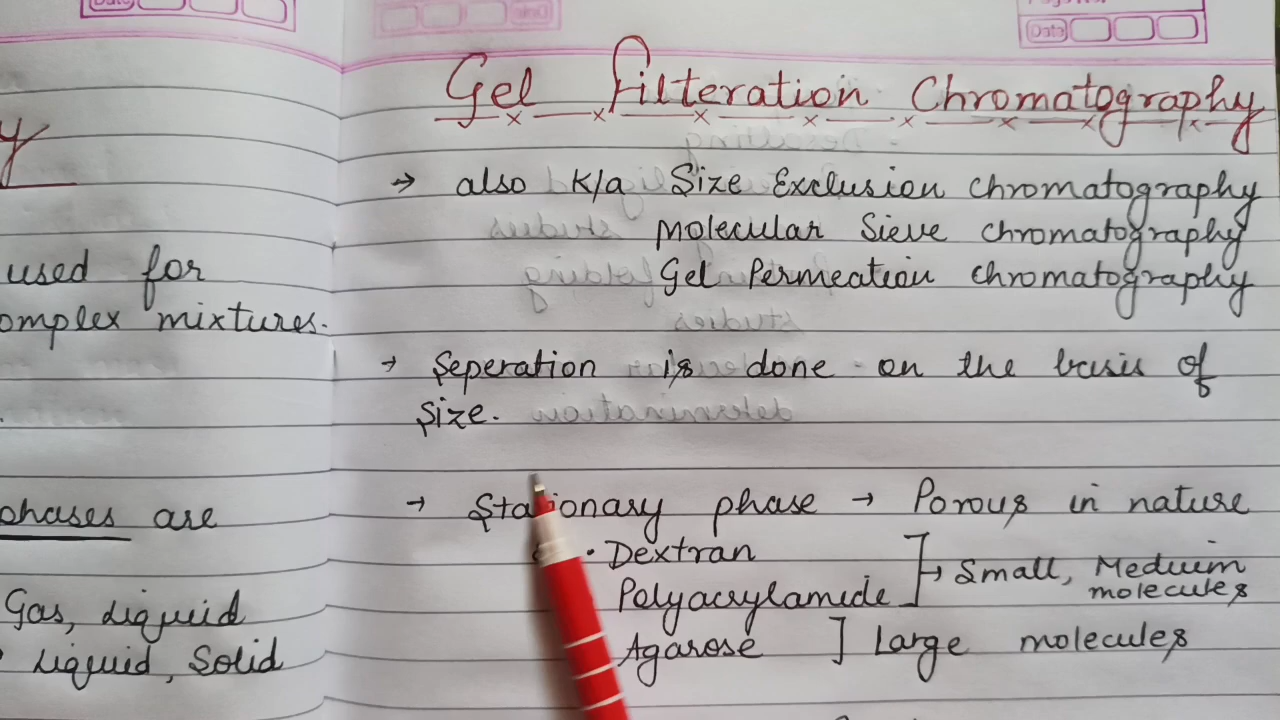 Data
Data
y
used for
omplex mixtures.
phases are
Gas, Liquid
Liquid, Solid
Gel Filteration Chromatography
→ also K/a Size Exclusion chromatography
Molecular Sieve chromatography
Gel Permeation chromatography
→ Seperation is done on the basis of
size.
→ Stationary phase → Porous in nature
• Dextran
Polyacrylamide ] → Small, Medium
molecules
Agarose ] Large molecules